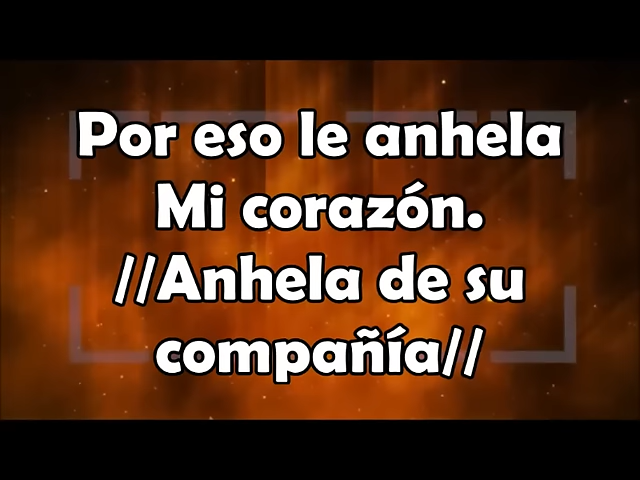 Por eso le anhela
Mi corazón.
//Anhela de su
compañía//